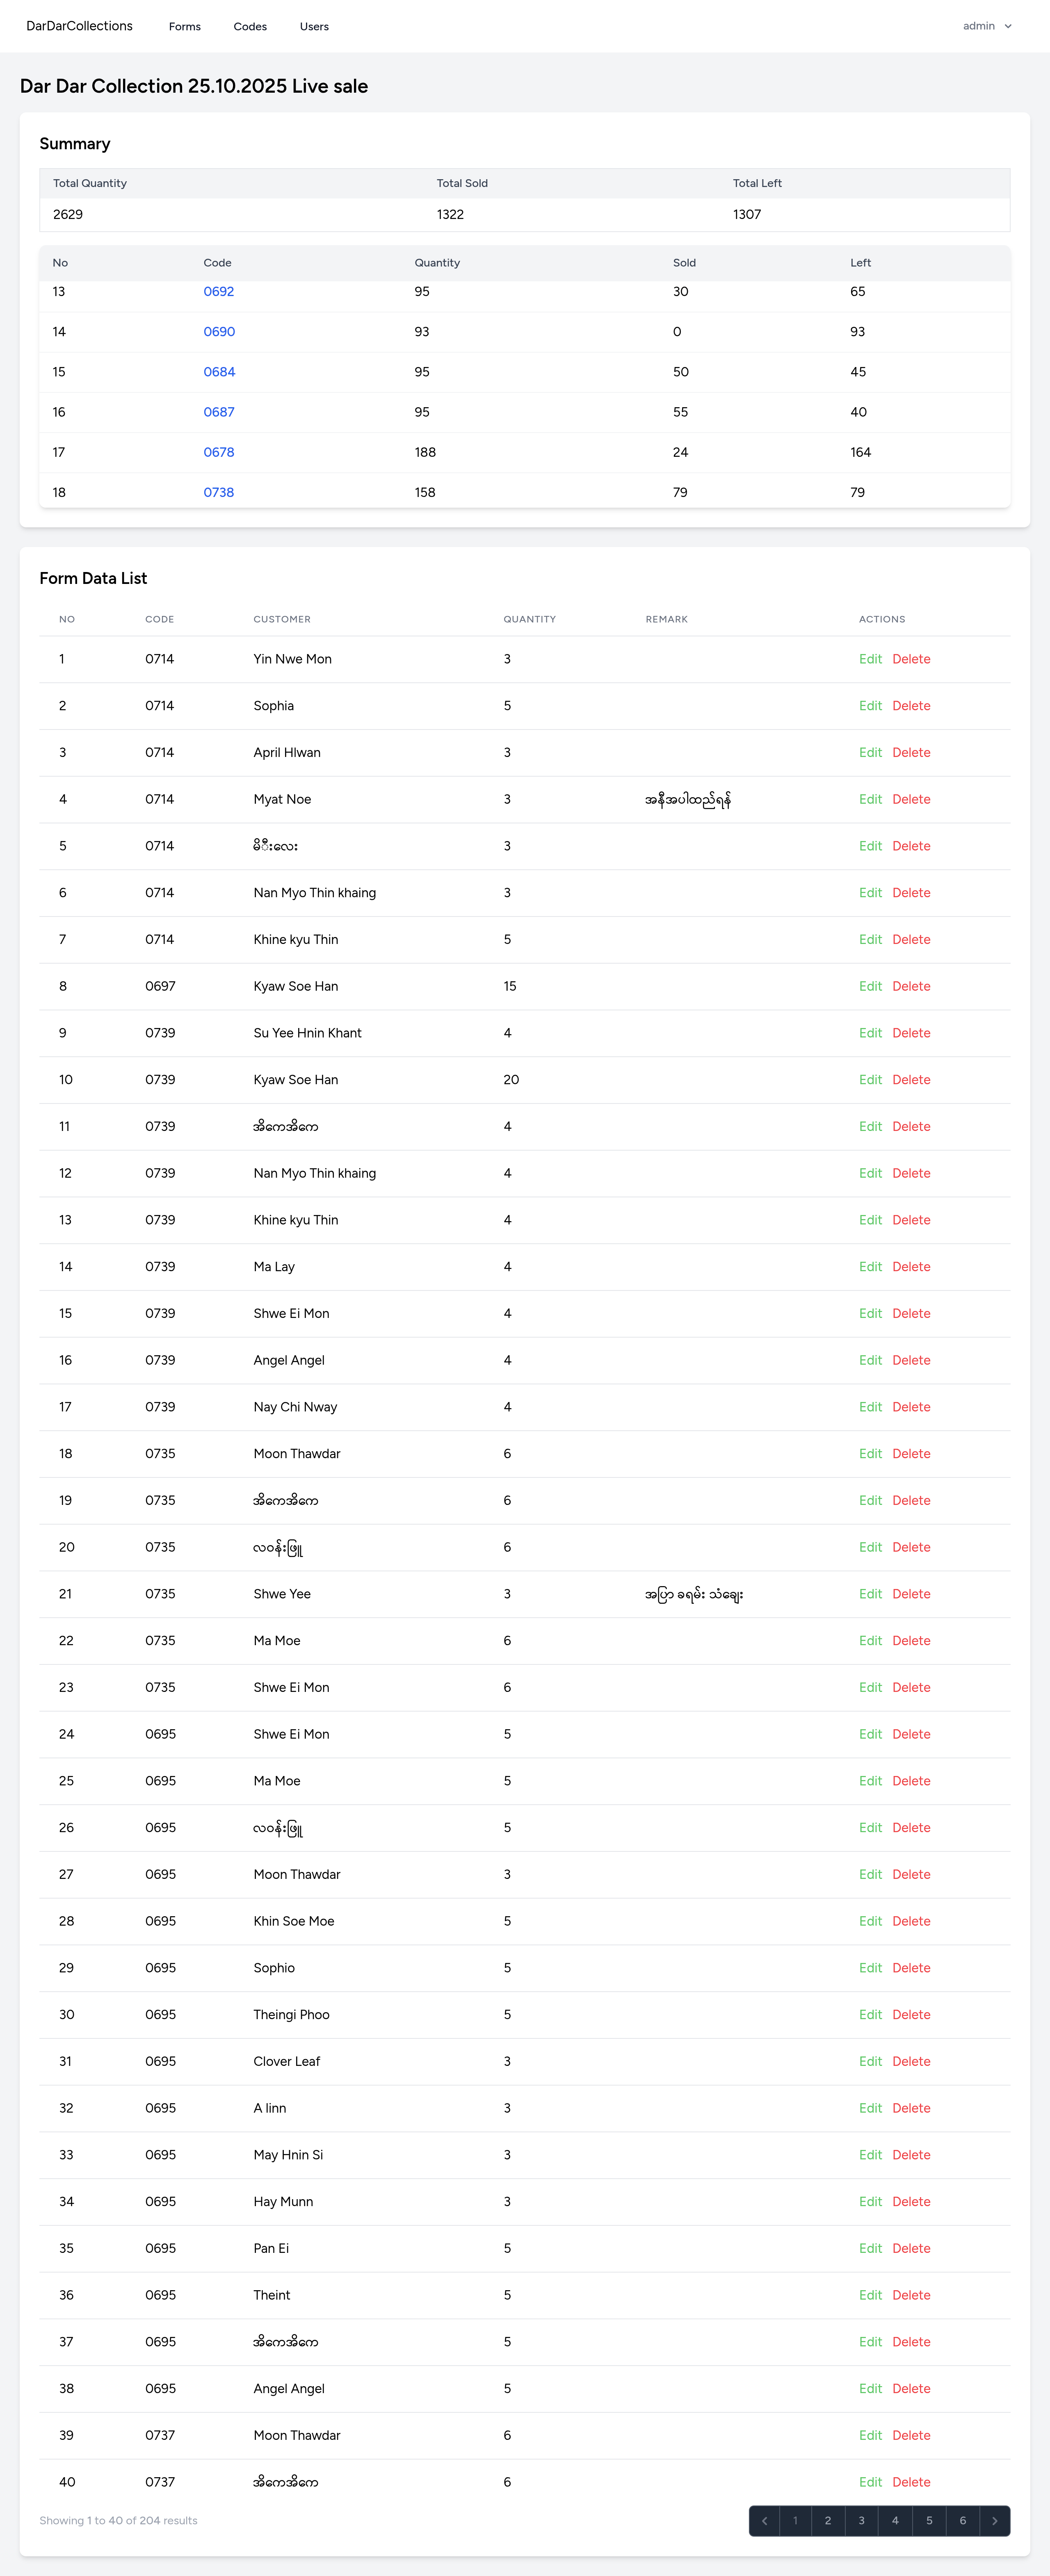 DarDarCollections Forms Codes Users admin
Dar Dar Collection 25.10.2025 Live sale
Summary
Total Quantity Total Sold Total Left
2629 1322 1307
No Code Quantity Sold Left
13 0692 95 30 65
14 0690 93 0 93
15 0684 95 50 45
16 0687 95 55 40
17 0678 188 24 164
18 0738 158 79 79
Form Data List
NO CODE CUSTOMER QUANTITY REMARK ACTIONS
1 0714 Yin Nwe Mon 3 Edit Delete
2 0714 Sophia 5 Edit Delete
3 0714 April Hlwan 3 Edit Delete
4 0714 Myat Noe 3 အနီအပါထည်ရန် Edit Delete
5 0714 မိီးလေး 3 Edit Delete
6 0714 Nan Myo Thin khaing 3 Edit Delete
7 0714 Khine kyu Thin 5 Edit Delete
8 0697 Kyaw Soe Han 15 Edit Delete
9 0739 Su Yee Hnin Khant 4 Edit Delete
10 0739 Kyaw Soe Han 20 Edit Delete
11 0739 အိကေအိကေ 4 Edit Delete
12 0739 Nan Myo Thin khaing 4 Edit Delete
13 0739 Khine kyu Thin 4 Edit Delete
14 0739 Ma Lay 4 Edit Delete
15 0739 Shwe Ei Mon 4 Edit Delete
16 0739 Angel Angel 4 Edit Delete
17 0739 Nay Chi Nway 4 Edit Delete
18 0735 Moon Thawdar 6 Edit Delete
19 0735 အိကေအိကေ 6 Edit Delete
20 0735 လဝန်းဖြူ 6 Edit Delete
21 0735 Shwe Yee 3 အပြာ ခရမ်း သံချေး Edit Delete
22 0735 Ma Moe 6 Edit Delete
23 0735 Shwe Ei Mon 6 Edit Delete
24 0695 Shwe Ei Mon 5 Edit Delete
25 0695 Ma Moe 5 Edit Delete
26 0695 လဝန်းဖြူ 5 Edit Delete
27 0695 Moon Thawdar 3 Edit Delete
28 0695 Khin Soe Moe 5 Edit Delete
29 0695 Sophio 5 Edit Delete
30 0695 Theingi Phoo 5 Edit Delete
31 0695 Clover Leaf 3 Edit Delete
32 0695 A linn 3 Edit Delete
33 0695 May Hnin Si 3 Edit Delete
34 0695 Hay Munn 3 Edit Delete
35 0695 Pan Ei 5 Edit Delete
36 0695 Theint 5 Edit Delete
37 0695 အိကေအိကေ 5 Edit Delete
38 0695 Angel Angel 5 Edit Delete
39 0737 Moon Thawdar 6 Edit Delete
40 0737 အိကေအိကေ 6 Edit Delete
Showing 1 to 40 of 204 results 1 2 3 4 5 6